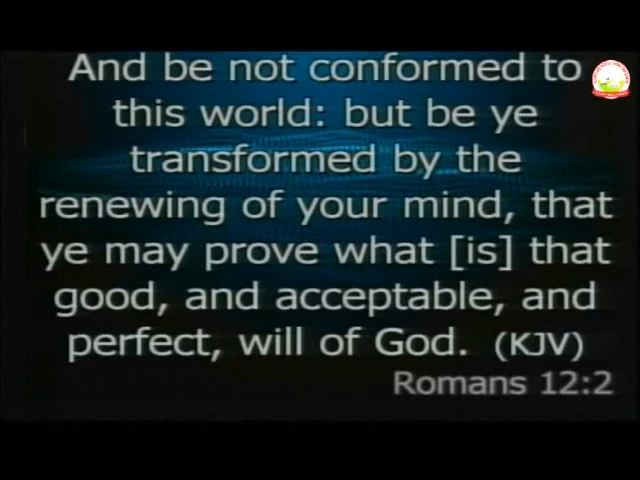 And be not conformed to
this world: but be ye
transformed by the
renewing of your mind, that
ye may prove what [is] that
good, and acceptable, and
perfect, will of God. (KJV)
Romans 12:2